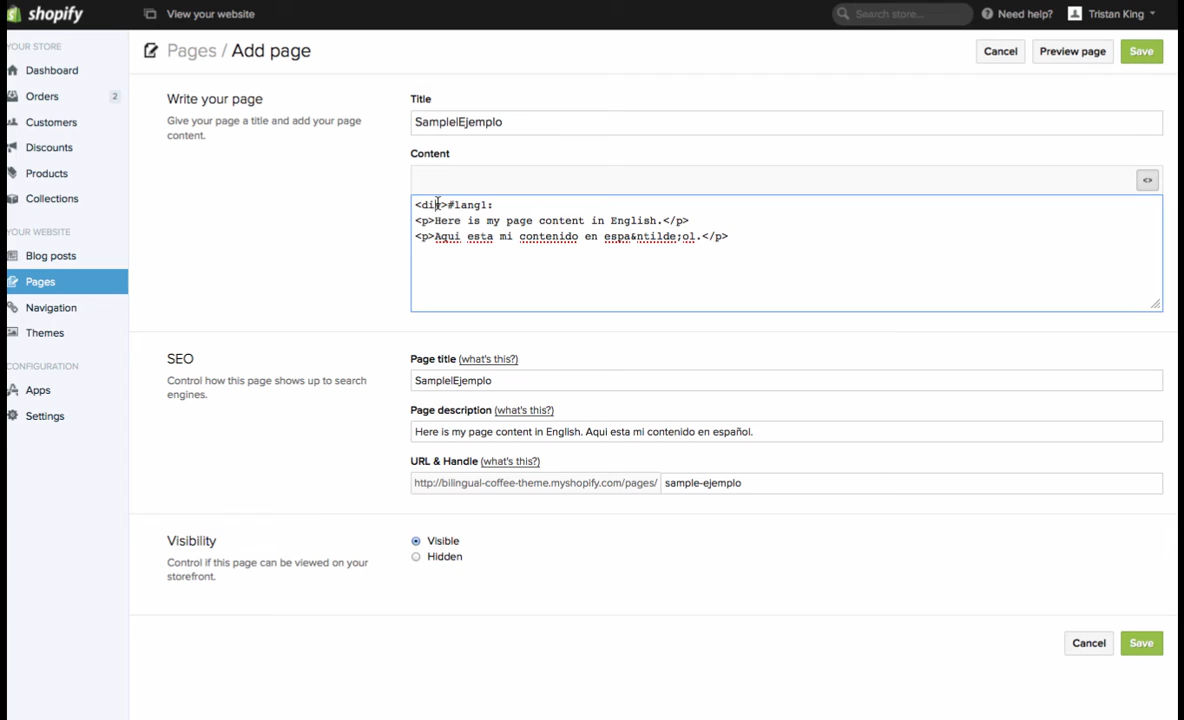 shopify
View your website
Search store...
Need help?
Tristan King
YOUR STORE
Dashboard
Orders
2
Customers
Discounts
Products
Collections
YOUR WEBSITE
Blog posts
Pages
Navigation
Themes
CONFIGURATION
Apps
Settings
Pages / Add page
Cancel
Preview page
Save
Write your page
Give your page a title and add your page
content.
Title
Sample|Ejemplo
Content
<>
<div>#lang1:
<p>Here is my page content in English.</p>
<p>Aqui esta mi contenido en espa&ntilde;ol.</p>
SEO
Control how this page shows up to search
engines.
Page title (what's this?)
Sample|Ejemplo
Page description (what's this?)
Here is my page content in English. Aqui esta mi contenido en español.
URL & Handle (what's this?)
http://bilingual-coffee-theme.myshopify.com/pages/
sample-ejemplo
Visibility
Control if this page can be viewed on your
storefront.
Visible
Hidden
Cancel
Save